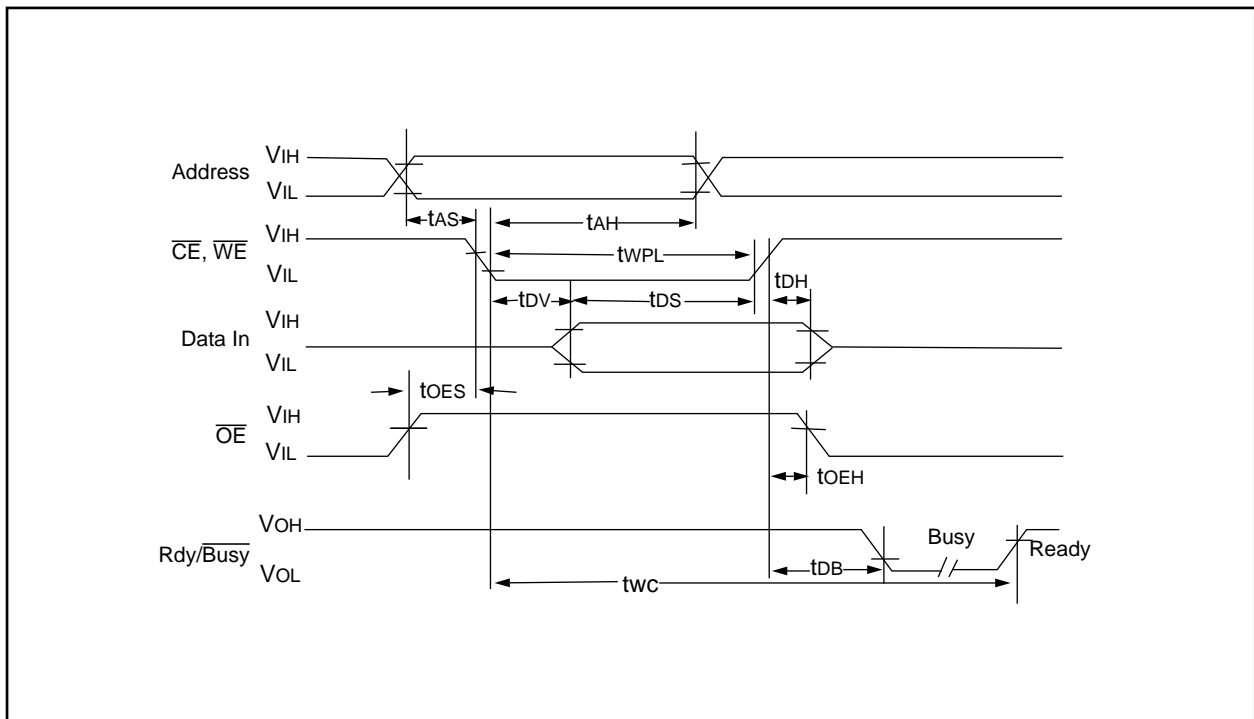 Address VIH
VIL
tAS tAH
CE, WE VIH
VIL
tWPL
tDH
tDV tDS
Data In VIH
VIL
tOES
OE VIH
VIL
tOEH
Rdy/Busy VOH
VOL
Busy
Ready
tDB
twc